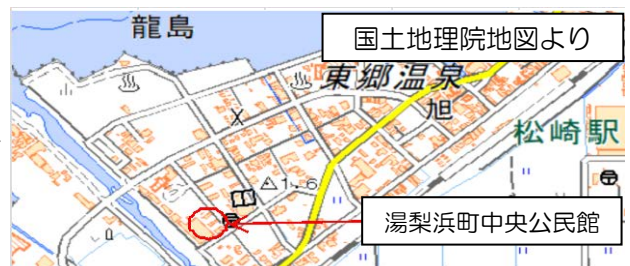 龍島
国土地理院地図より
東郷温泉
旭
松崎駅
1.6
湯梨浜町中央公民館